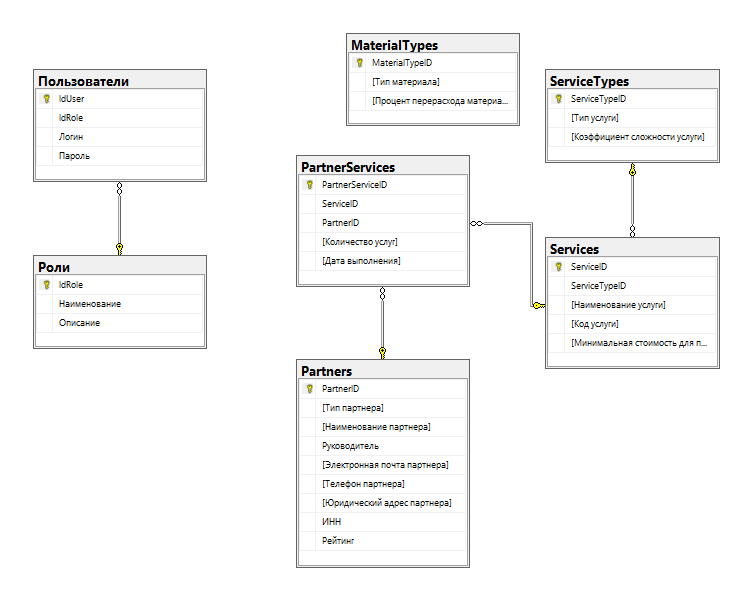 Пользователи
IdUser
IdRole
Логин
Пароль
Роли
IdRole
Наименование
Описание
MaterialTypes
MaterialTypeID
[Тип материала]
[Процент перерасхода материа...
PartnerServices
PartnerServiceID
ServiceID
PartnerID
[Количество услуг]
[Дата выполнения]
Partners
PartnerID
[Тип партнера]
[Наименование партнера]
Руководитель
[Электронная почта партнера]
[Телефон партнера]
[Юридический адрес партнера]
ИНН
Рейтинг
ServiceTypes
ServiceTypeID
[Тип услуги]
[Коэффициент сложности услуги]
Services
ServiceID
ServiceTypeID
[Наименование услуги]
[Код услуги]
[Минимальная стоимость для п...